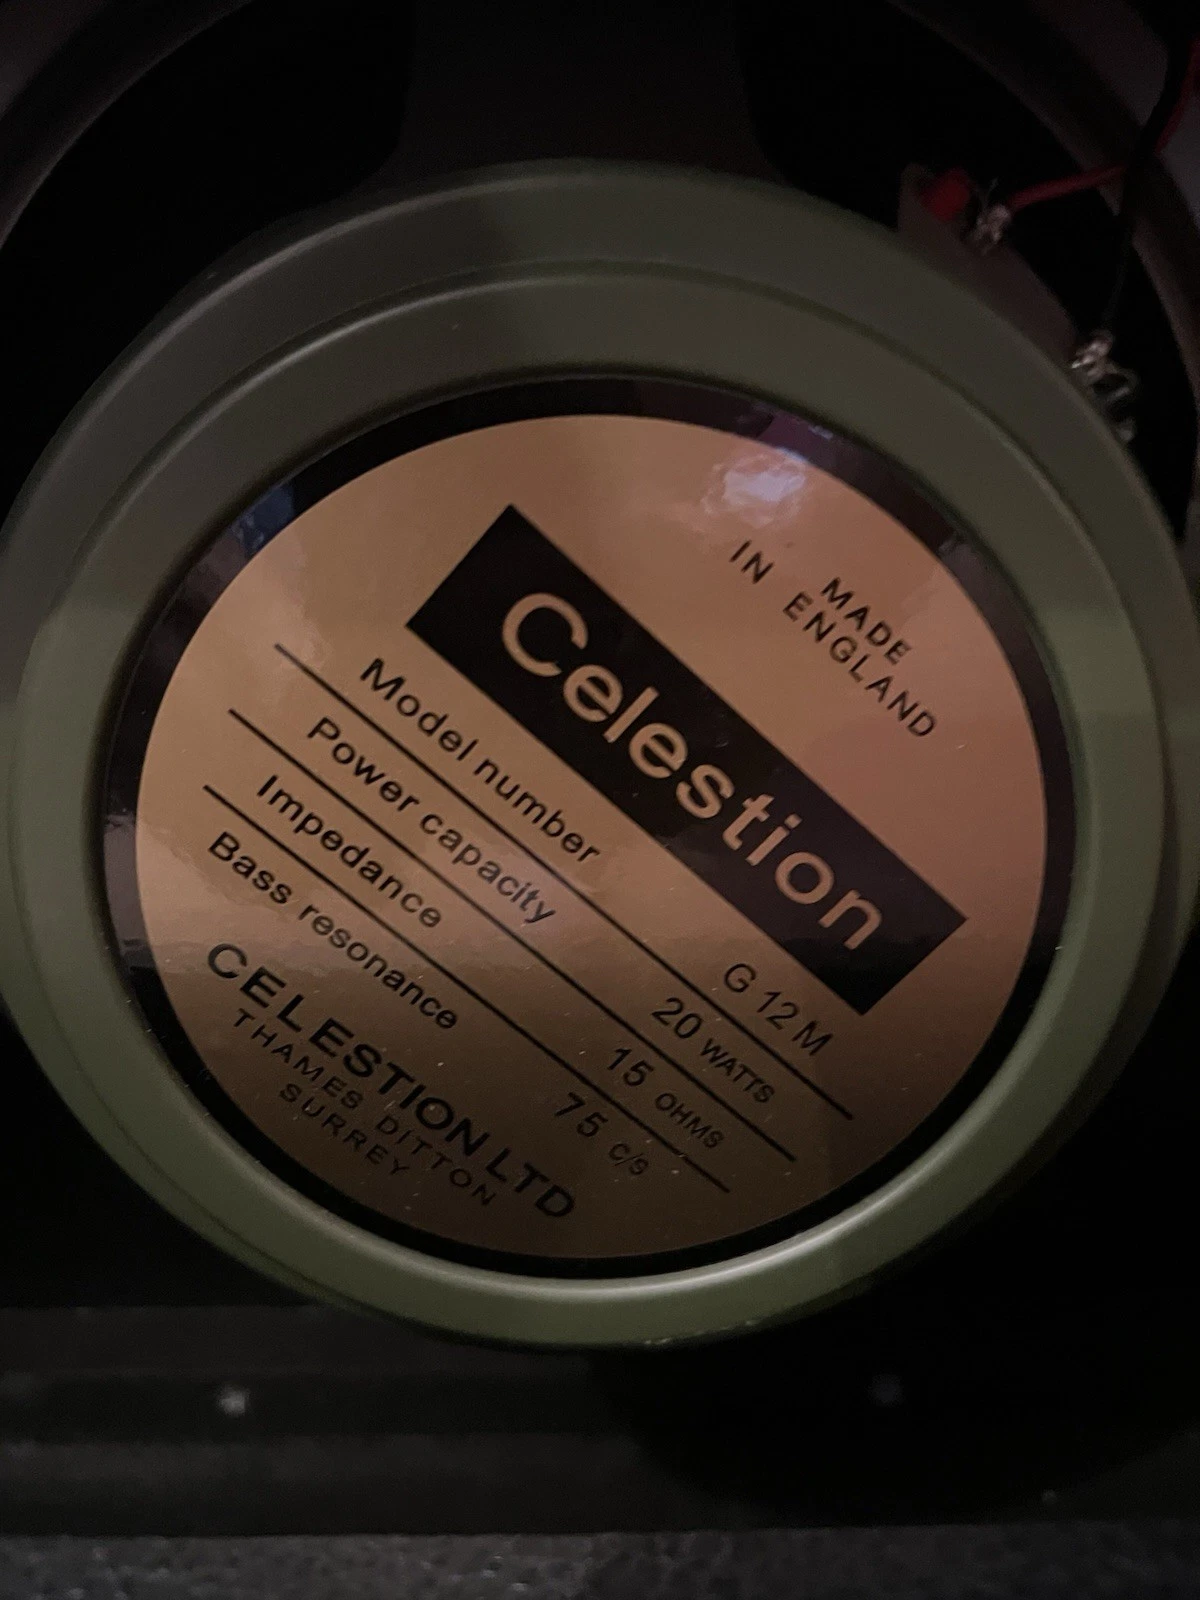 MADE
IN ENGLAND
Celestion
Model number G 12 M
Power capacity 20 WATTS
Impedance 15 OHMS
Bass resonance 75 C/S
CELESTION LTD
THAMES DITTON
SURREY